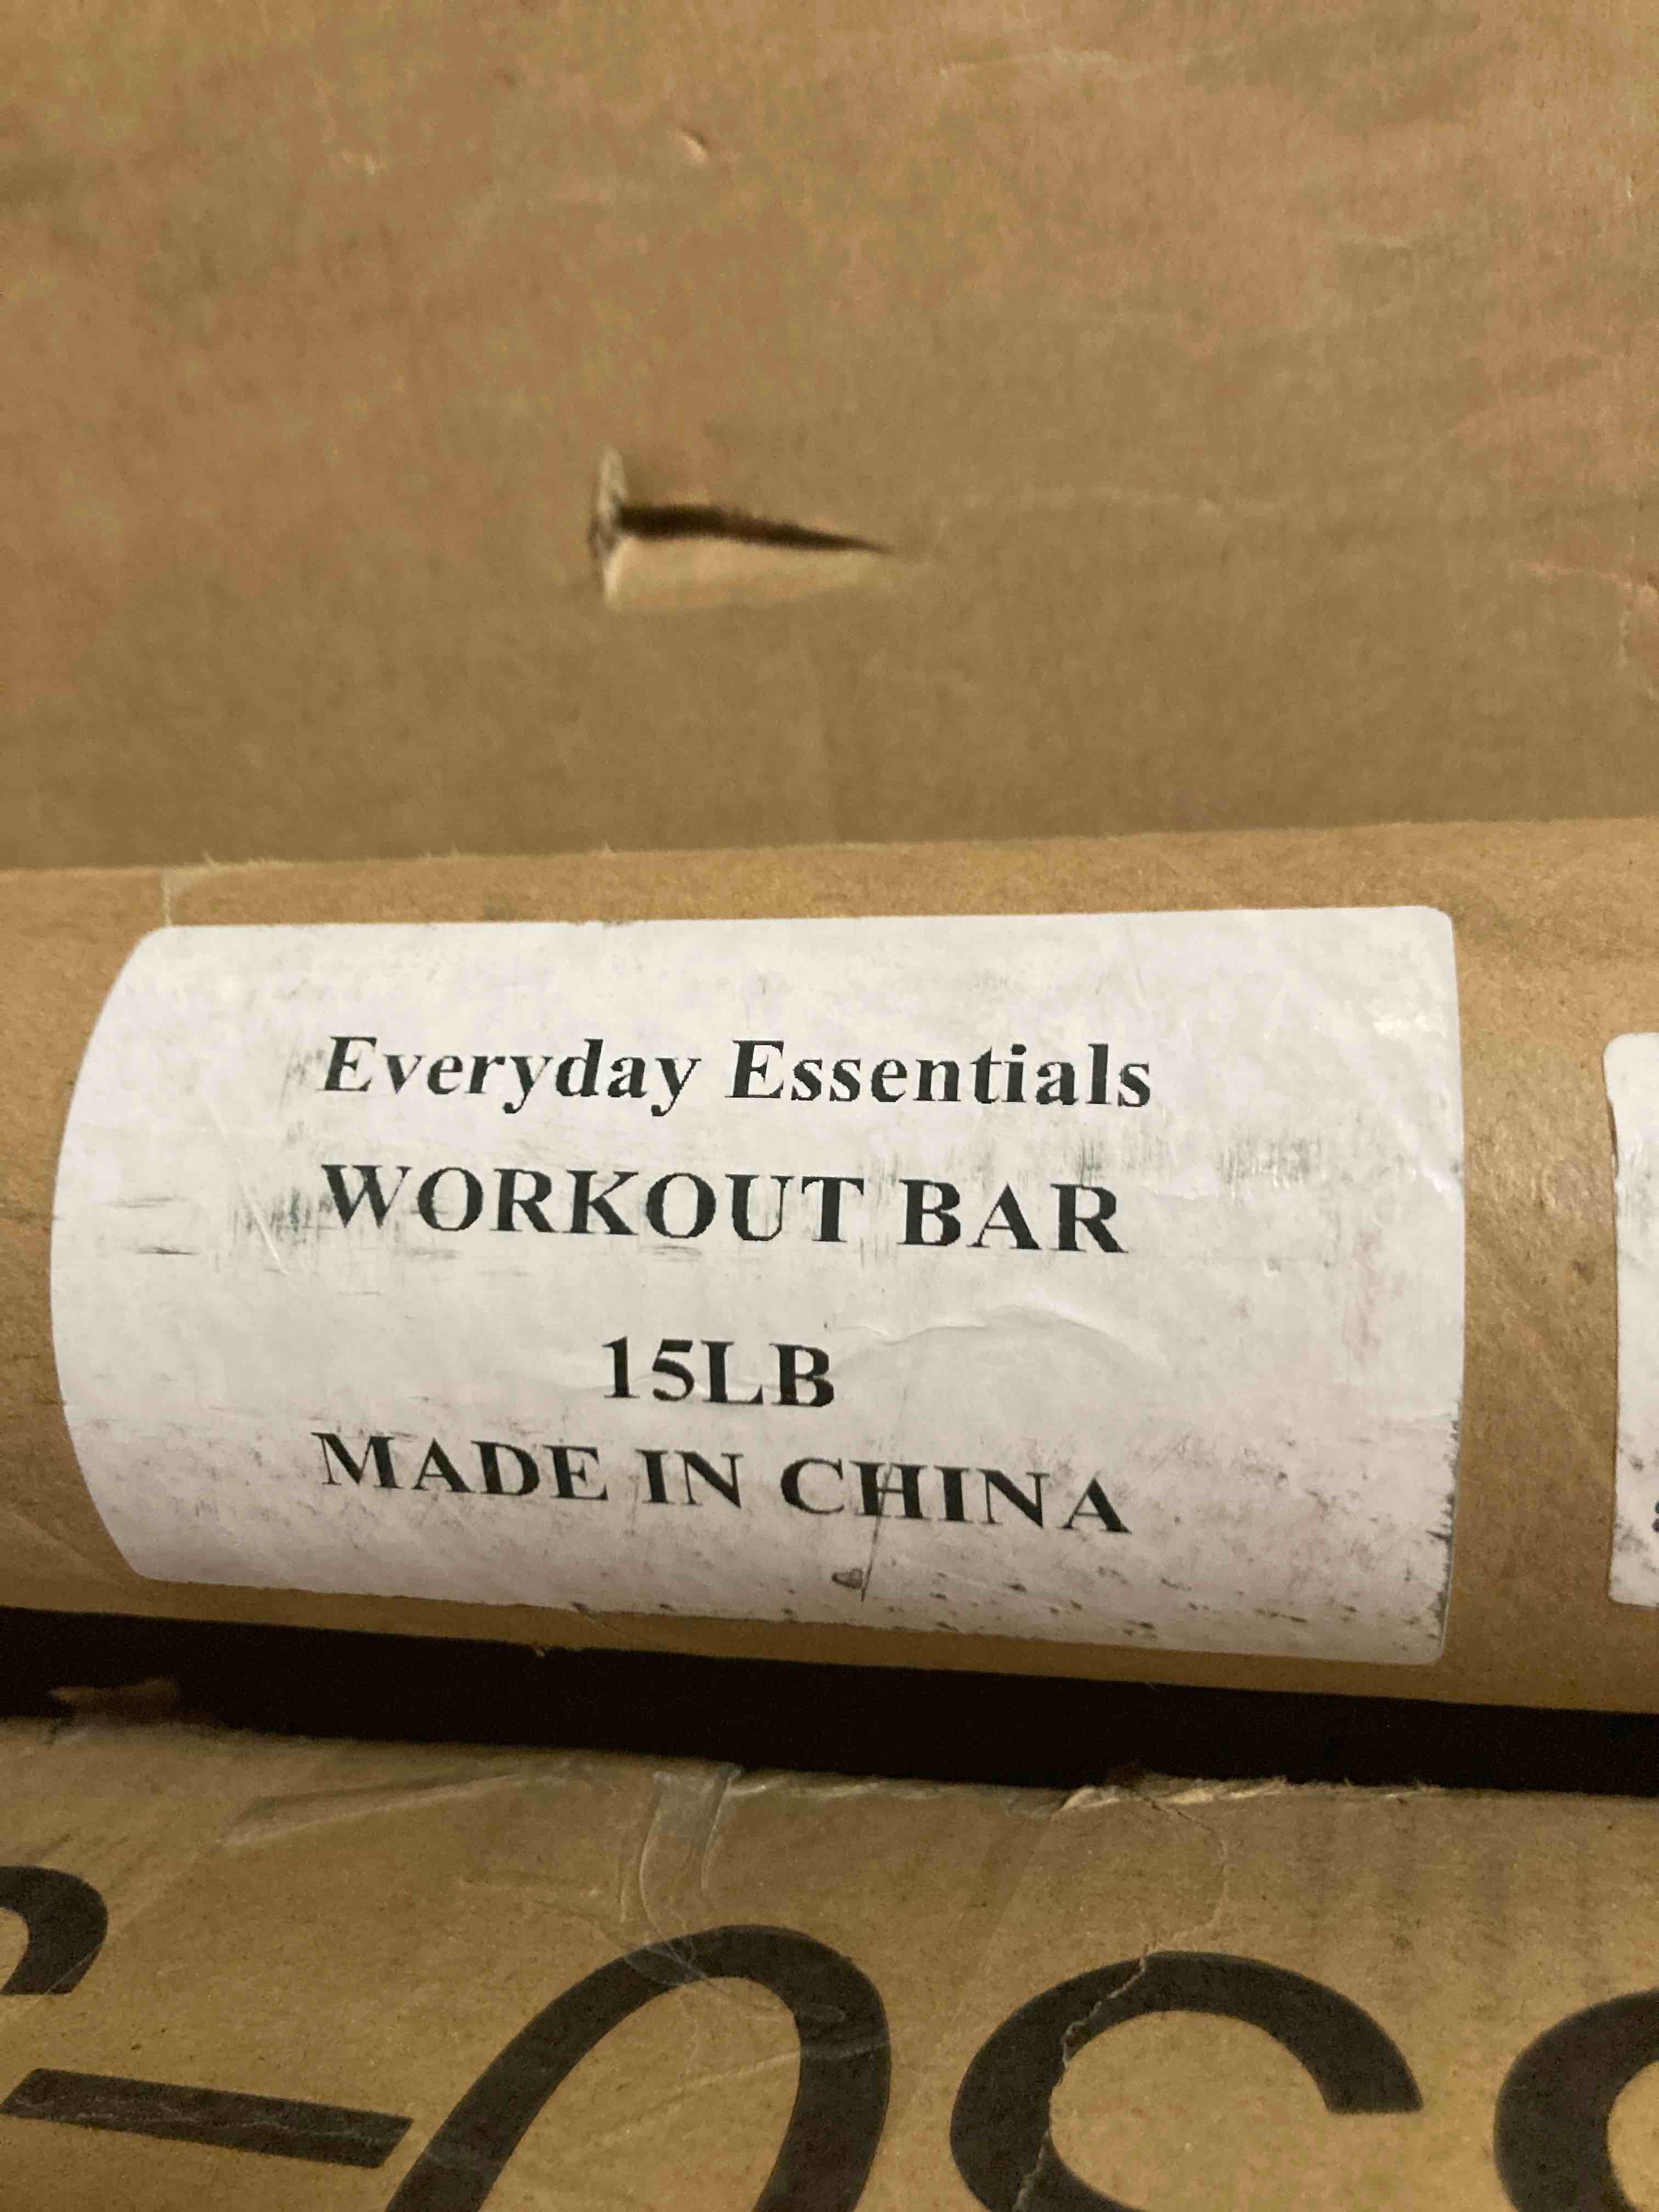 Everyday Essentials
WORKOUT BAR
15LB
MADE IN CHINA